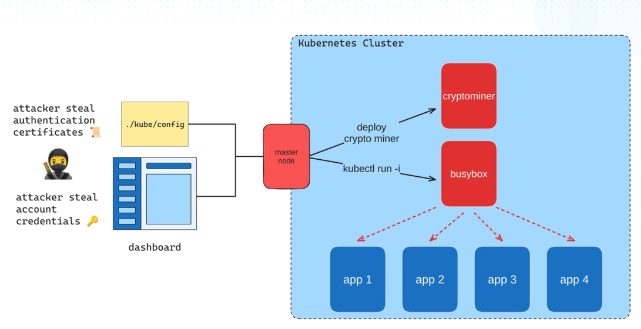 Kubernetes Cluster
attacker steal
authentication
certificates
./kube/config
cryptominer
deploy
crypto miner
master
node
kubectl run -i
busybox
attacker steal
account
credentials
dashboard
app 1
app 2
app 3
app 4